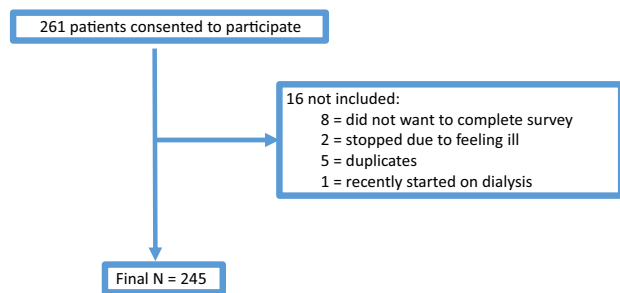 261 patients consented to participate
16 not included:
8 = did not want to complete survey
2 = stopped due to feeling ill
5 = duplicates
1 = recently started on dialysis
Final N = 245